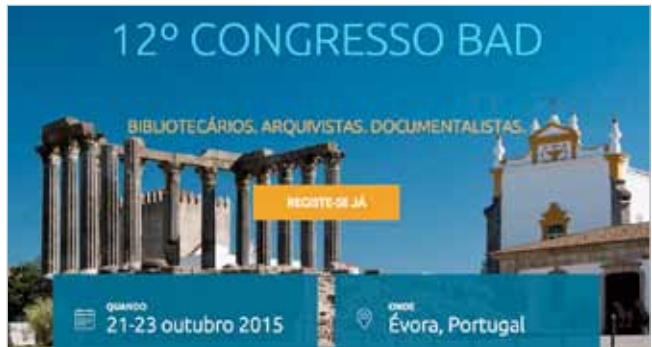 12º CONGRESSO BAD
BIBLIOTECÁRIOS. ARQUIVISTAS. DOCUMENTALISTAS.
REGISTE-SE JÁ
QUANDO
21-23 outubro 2015
ONDE
Évora, Portugal